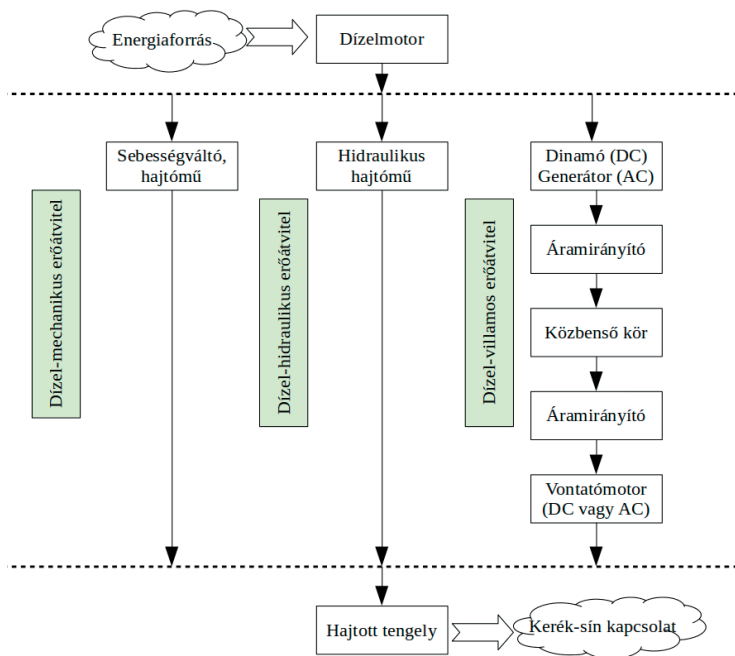 Energiaforrás
Dízelmotor
Sebességváltó,
hajtómű
Hidraulikus
hajtómű
Dinamó (DC)
Generátor (AC)
Dízel-mechanikus erőátvitel
Dízel-hidraulikus erőátvitel
Dízel-villamos erőátvitel
Áramirányító
Közbenső kör
Áramirányító
Vontatómotor
(DC vagy AC)
Hajtott tengely
Kerék-sín kapcsolat